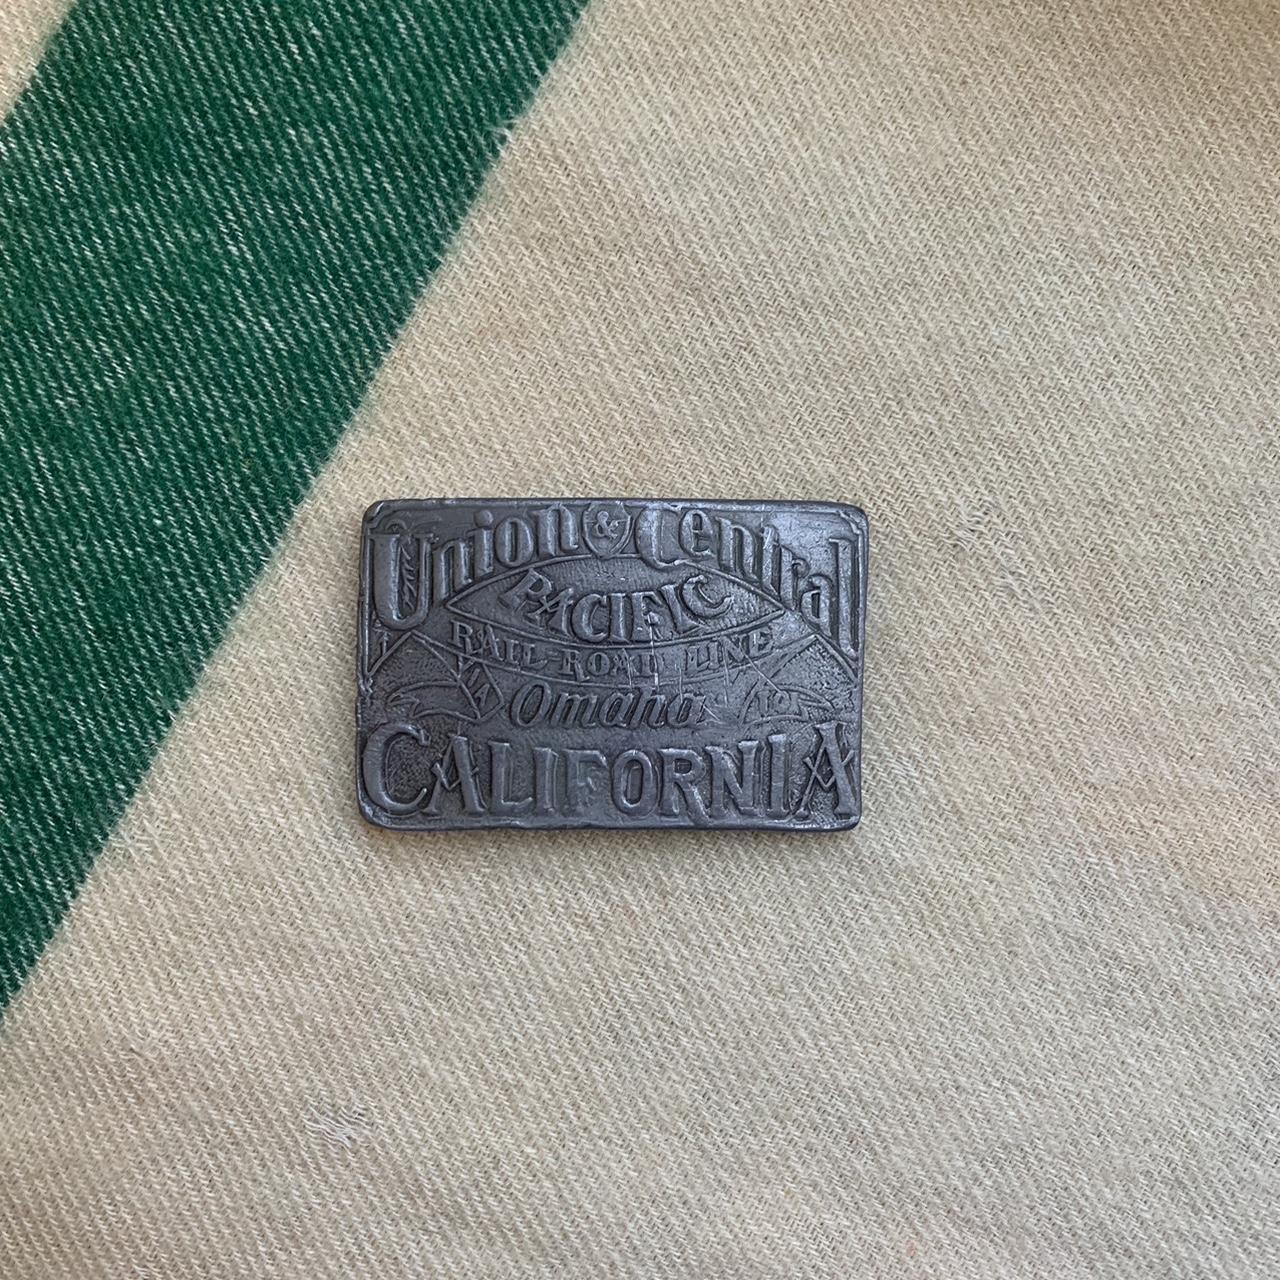 Union & Central
PACIFIC
RAIL-ROAD LINE
VIA Omaha TO
CALIFORNIA